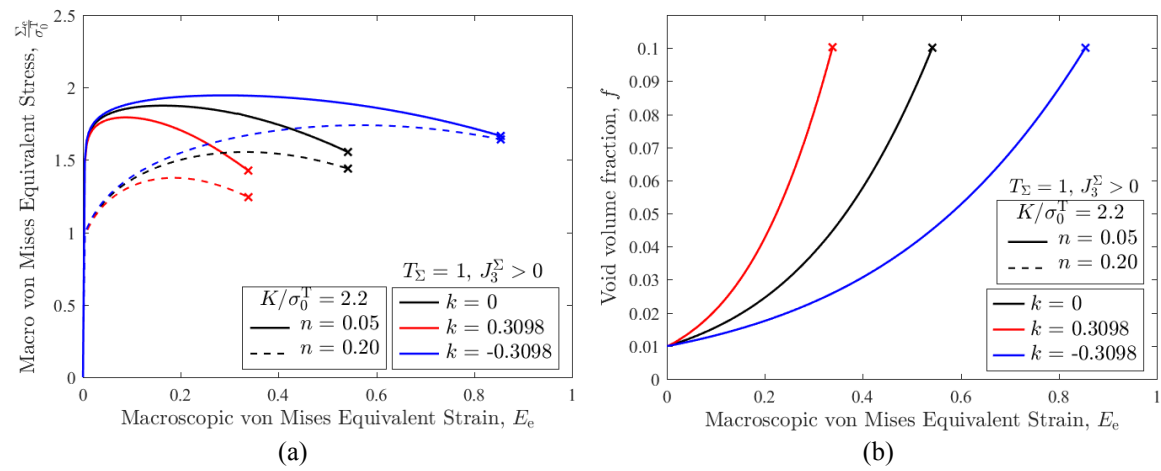 Macro von Mises Equivalent Stress, Σₑ/σ₀ᵀ
2.5
2
1.5
1
0.5
0
0
0.2
0.4
0.6
0.8
1
Macroscopic von Mises Equivalent Strain, Eₑ
T_Σ = 1, J₃^Σ > 0
K/σ₀ᵀ = 2.2
n = 0.05
n = 0.20
k = 0
k = 0.3098
k = -0.3098
(a)
Void volume fraction, f
0.1
0.09
0.08
0.07
0.06
0.05
0.04
0.03
0.02
0.01
0
0
0.2
0.4
0.6
0.8
1
Macroscopic von Mises Equivalent Strain, Eₑ
T_Σ = 1, J₃^Σ > 0
K/σ₀ᵀ = 2.2
n = 0.05
n = 0.20
k = 0
k = 0.3098
k = -0.3098
(b)